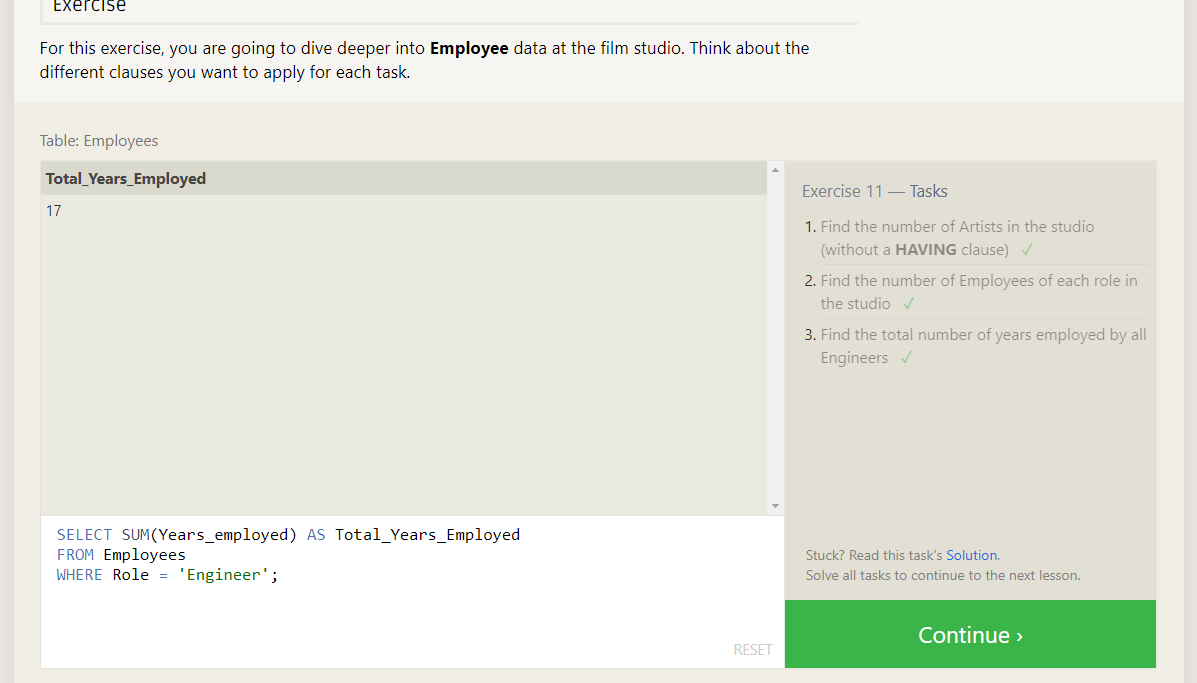 Exercise
For this exercise, you are going to dive deeper into Employee data at the film studio. Think about the
different clauses you want to apply for each task.
Table: Employees
Total_Years_Employed
17
SELECT SUM(Years_employed) AS Total_Years_Employed
FROM Employees
WHERE Role = 'Engineer';
RESET
Exercise 11 — Tasks
1. Find the number of Artists in the studio
(without a HAVING clause) ✓
2. Find the number of Employees of each role in
the studio ✓
3. Find the total number of years employed by all
Engineers ✓
Stuck? Read this task's Solution.
Solve all tasks to continue to the next lesson.
Continue ›